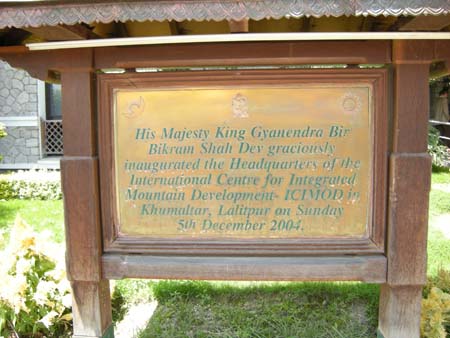 His Majesty King Gyanendra Bir
Bikram Shah Dev graciously
inaugurated the Headquarters of the
International Centre for Integrated
Mountain Development- ICIMOD in
Khumaltar, Lalitpur on Sunday
5th December 2004.